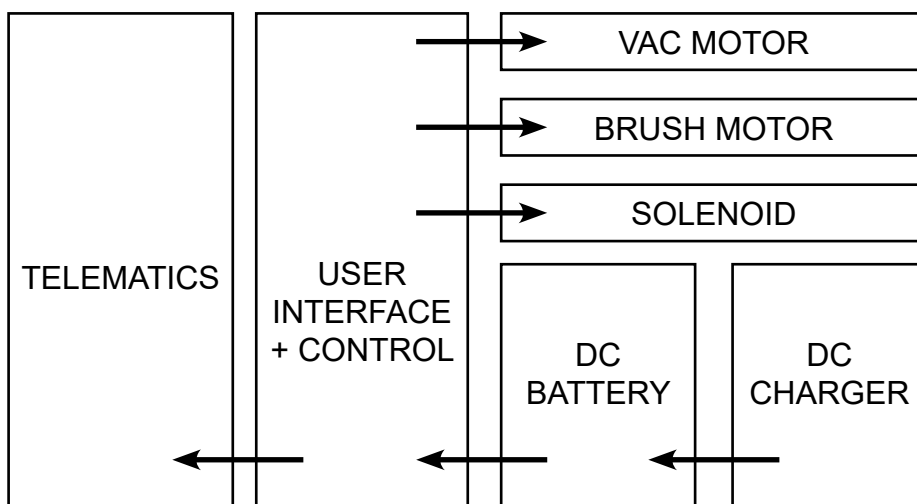 VAC MOTOR
BRUSH MOTOR
SOLENOID
TELEMATICS
USER
INTERFACE
+ CONTROL
DC
BATTERY
DC
CHARGER